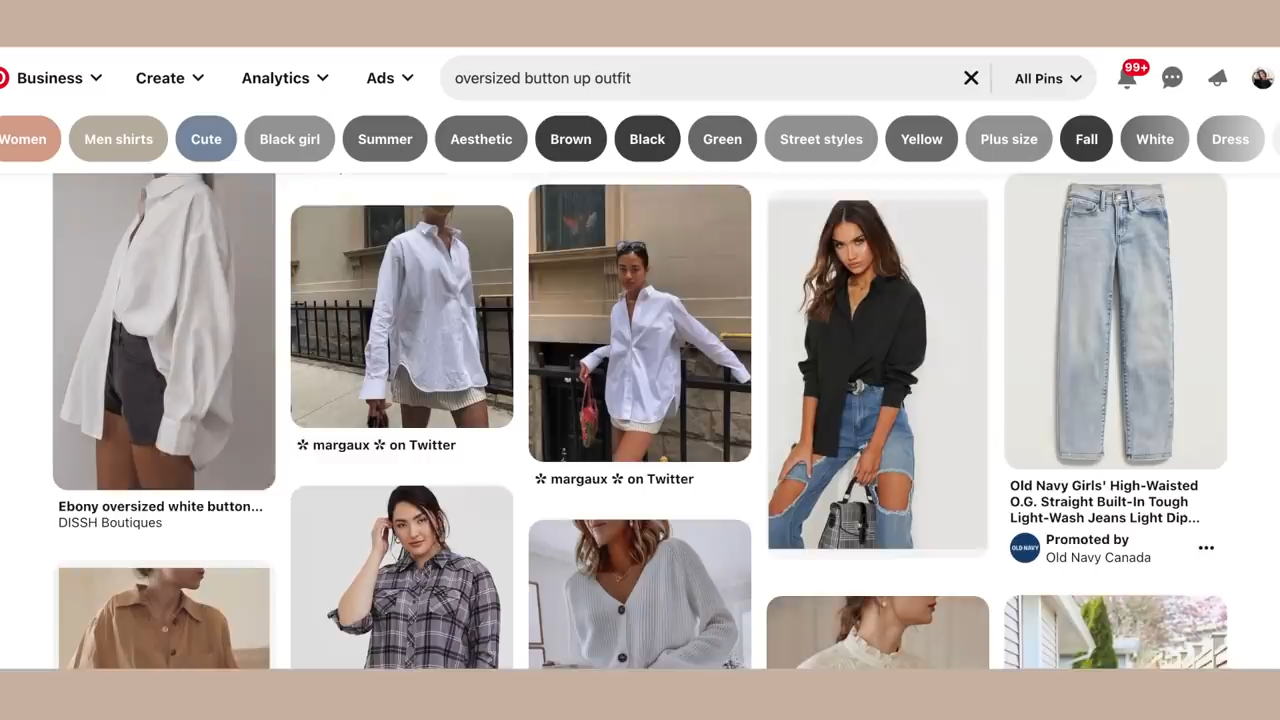 Business
Create
Analytics
Ads
oversized button up outfit
All Pins
99+
Women
Men shirts
Cute
Black girl
Summer
Aesthetic
Brown
Black
Green
Street styles
Yellow
Plus size
Fall
White
Dress
Ebony oversized white button...
DISSH Boutiques
✲ margaux ✲ on Twitter
✲ margaux ✲ on Twitter
Old Navy Girls' High-Waisted
O.G. Straight Built-In Tough
Light-Wash Jeans Light Dip...
OLD NAVY
Promoted by
Old Navy Canada